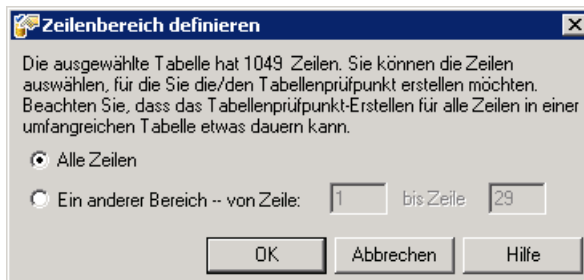 Zeilenbereich definieren
Die ausgewählte Tabelle hat 1049 Zeilen. Sie können die Zeilen
auswählen, für die Sie die/den Tabellenprüfpunkt erstellen möchten.
Beachten Sie, dass das Tabellenprüfpunkt-Erstellen für alle Zeilen in einer
umfangreichen Tabelle etwas dauern kann.
Alle Zeilen
Ein anderer Bereich -- von Zeile: 1 bis Zeile 29
OK Abbrechen Hilfe